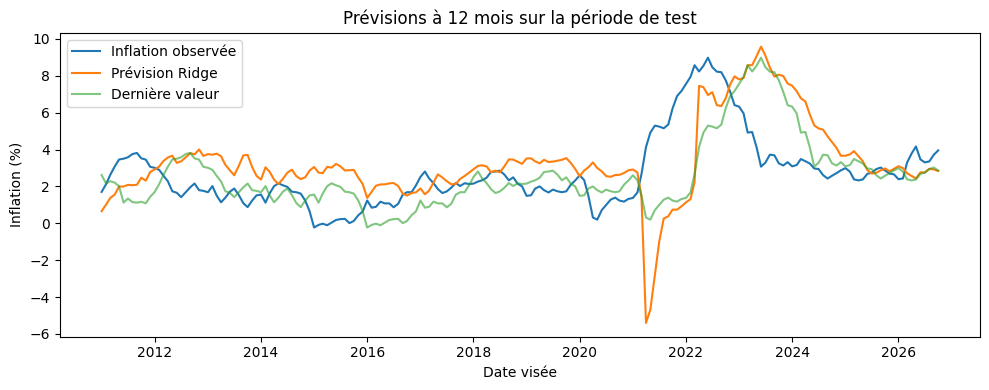 Prévisions à 12 mois sur la période de test
Inflation observée
Prévision Ridge
Dernière valeur
Inflation (%)
10
8
6
4
2
0
−2
−4
−6
2012 2014 2016 2018 2020 2022 2024 2026
Date visée